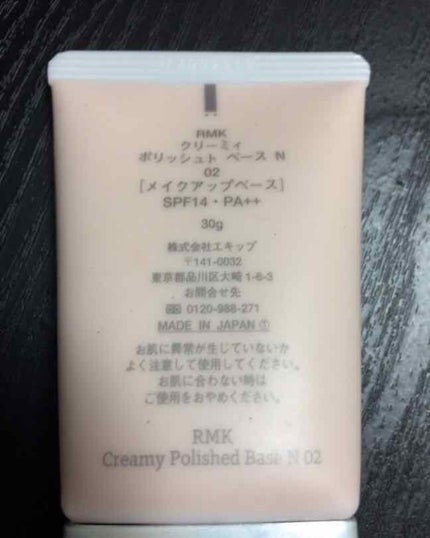 RMK
クリーミィ
ポリッシュト ベース N
02
[メイクアップベース]
SPF14・PA++
30g
株式会社エキップ
〒141-0032
東京都品川区大崎1-6-3
お問合せ先
0120-988-271
MADE IN JAPAN ①
お肌に異常が生じていないか
よく注意して使用してください。
お肌に合わない時は
ご使用をおやめください。
RMK
Creamy Polished Base N 02